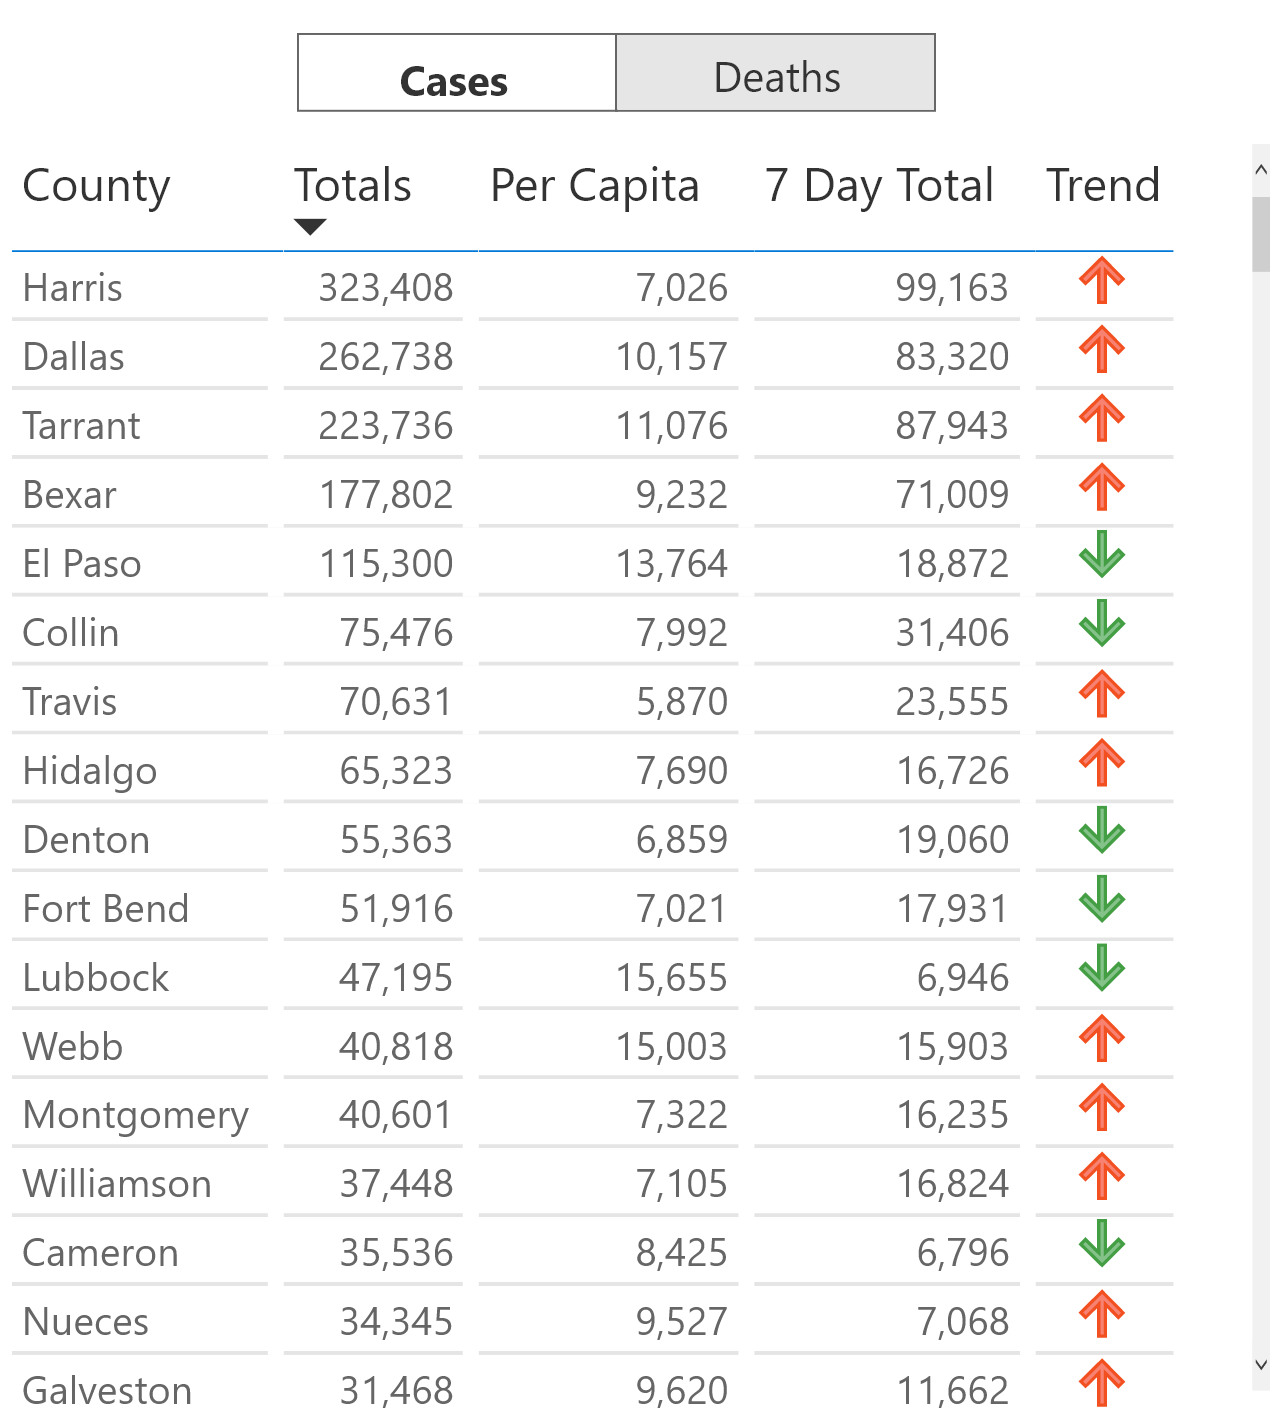 Cases Deaths
County Totals Per Capita 7 Day Total Trend
Harris 323,408 7,026 99,163
Dallas 262,738 10,157 83,320
Tarrant 223,736 11,076 87,943
Bexar 177,802 9,232 71,009
El Paso 115,300 13,764 18,872
Collin 75,476 7,992 31,406
Travis 70,631 5,870 23,555
Hidalgo 65,323 7,690 16,726
Denton 55,363 6,859 19,060
Fort Bend 51,916 7,021 17,931
Lubbock 47,195 15,655 6,946
Webb 40,818 15,003 15,903
Montgomery 40,601 7,322 16,235
Williamson 37,448 7,105 16,824
Cameron 35,536 8,425 6,796
Nueces 34,345 9,527 7,068
Galveston 31,468 9,620 11,662